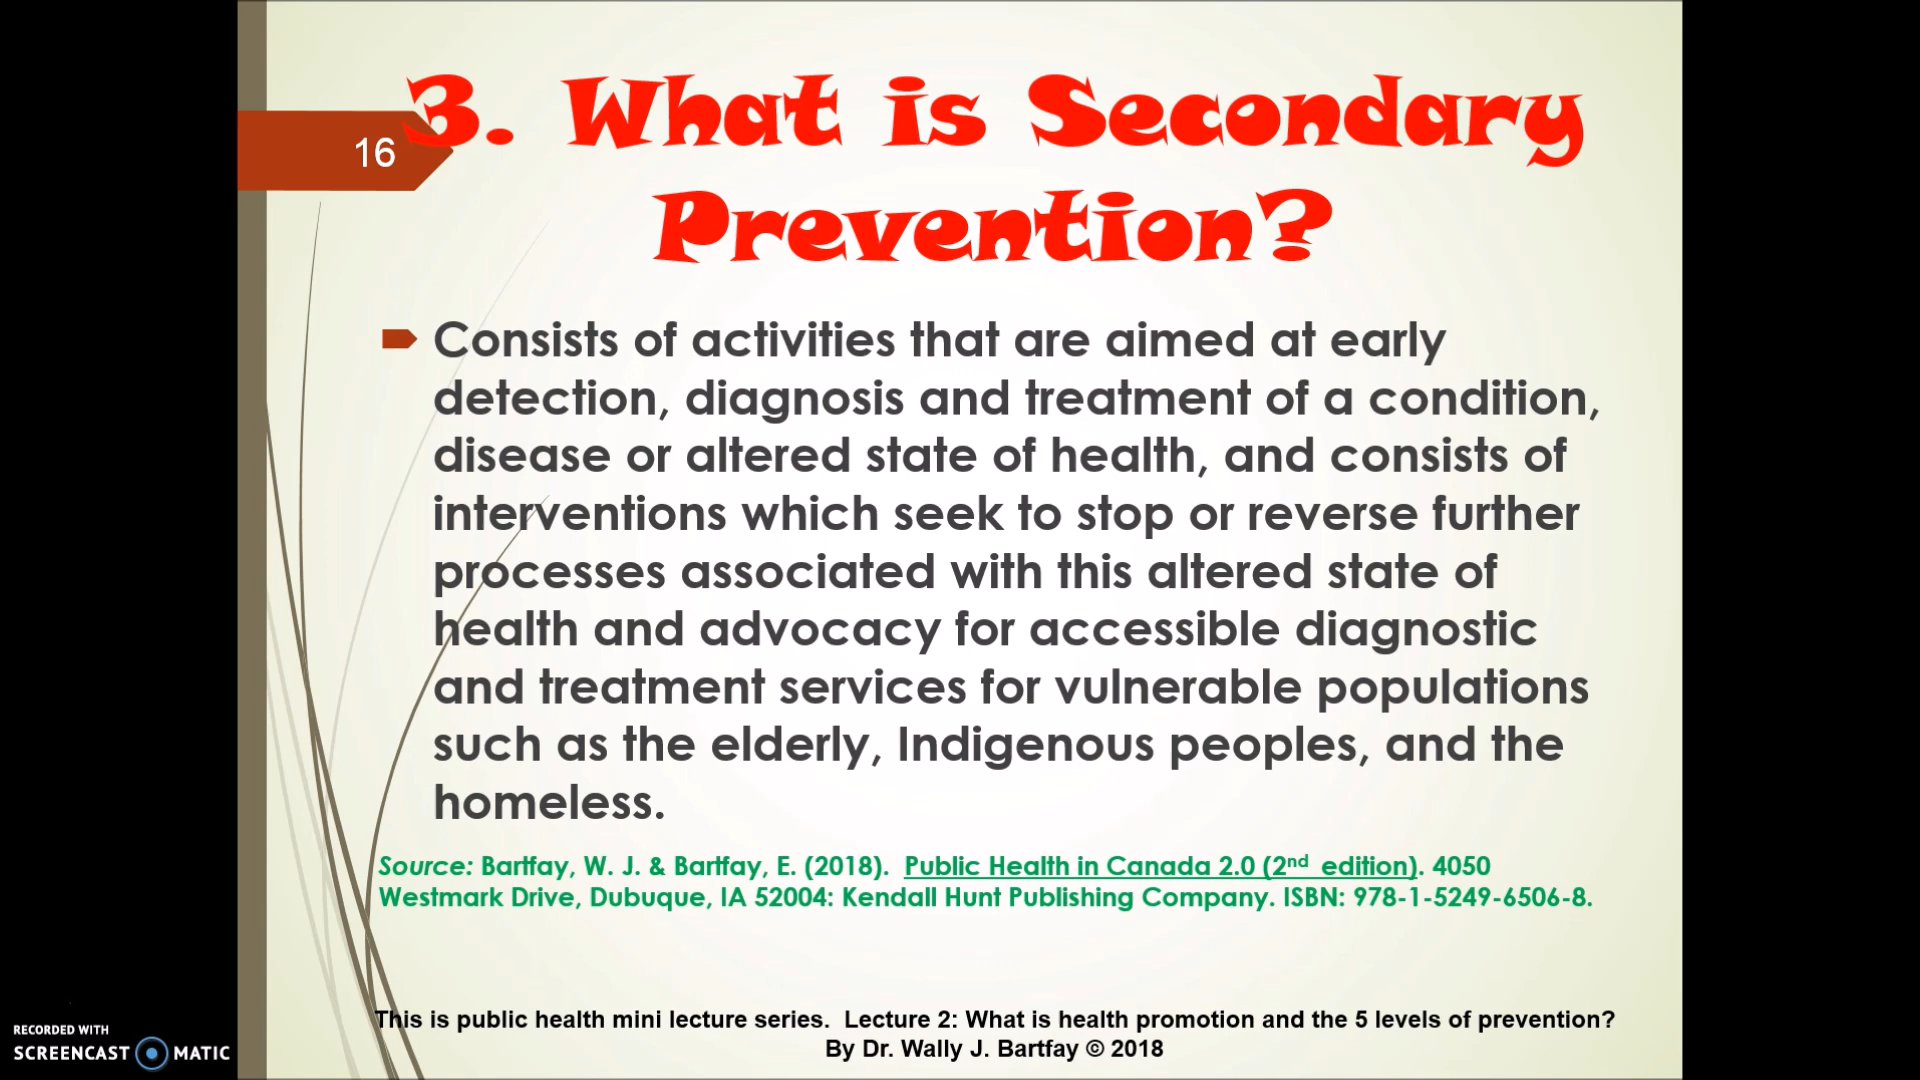 16
3. What is Secondary
Prevention?
Consists of activities that are aimed at early
detection, diagnosis and treatment of a condition,
disease or altered state of health, and consists of
interventions which seek to stop or reverse further
processes associated with this altered state of
health and advocacy for accessible diagnostic
and treatment services for vulnerable populations
such as the elderly, Indigenous peoples, and the
homeless.
Source: Bartfay, W. J. & Bartfay, E. (2018). Public Health in Canada 2.0 (2nd edition). 4050
Westmark Drive, Dubuque, IA 52004: Kendall Hunt Publishing Company. ISBN: 978-1-5249-6506-8.
This is public health mini lecture series. Lecture 2: What is health promotion and the 5 levels of prevention?
By Dr. Wally J. Bartfay © 2018
RECORDED WITH
SCREENCAST MATIC